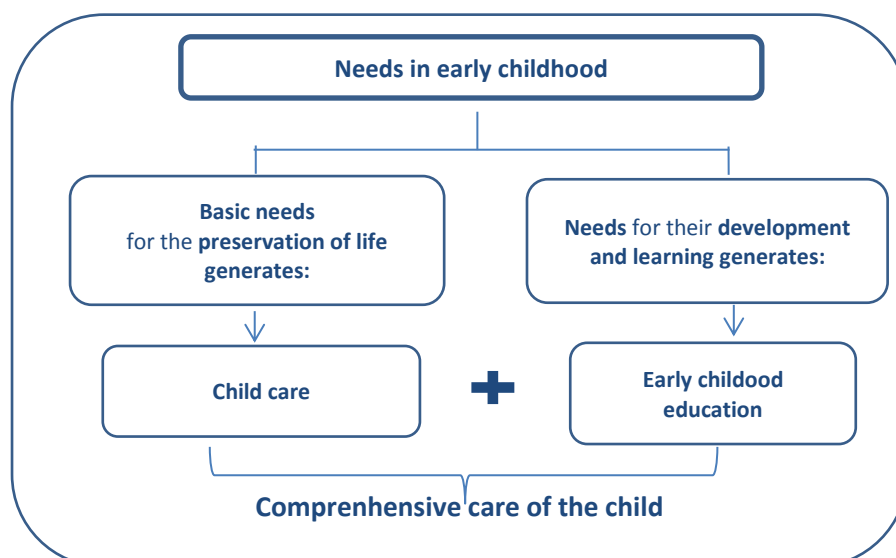 Needs in early childhood
Basic needs
for the preservation of life
generates:
Needs for their development
and learning generates:
Child care
Early childood
education
Comprenhensive care of the child